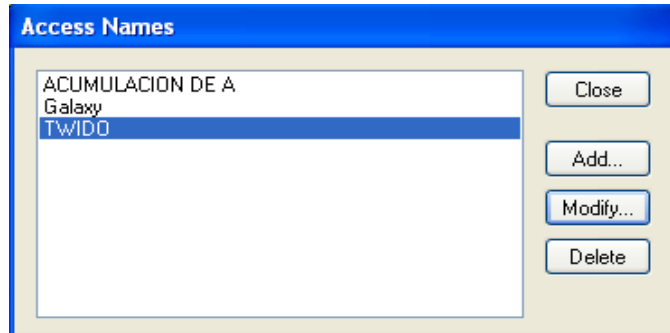 Access Names
ACUMULACION DE A
Galaxy
TWIDO
Close
Add...
Modify...
Delete